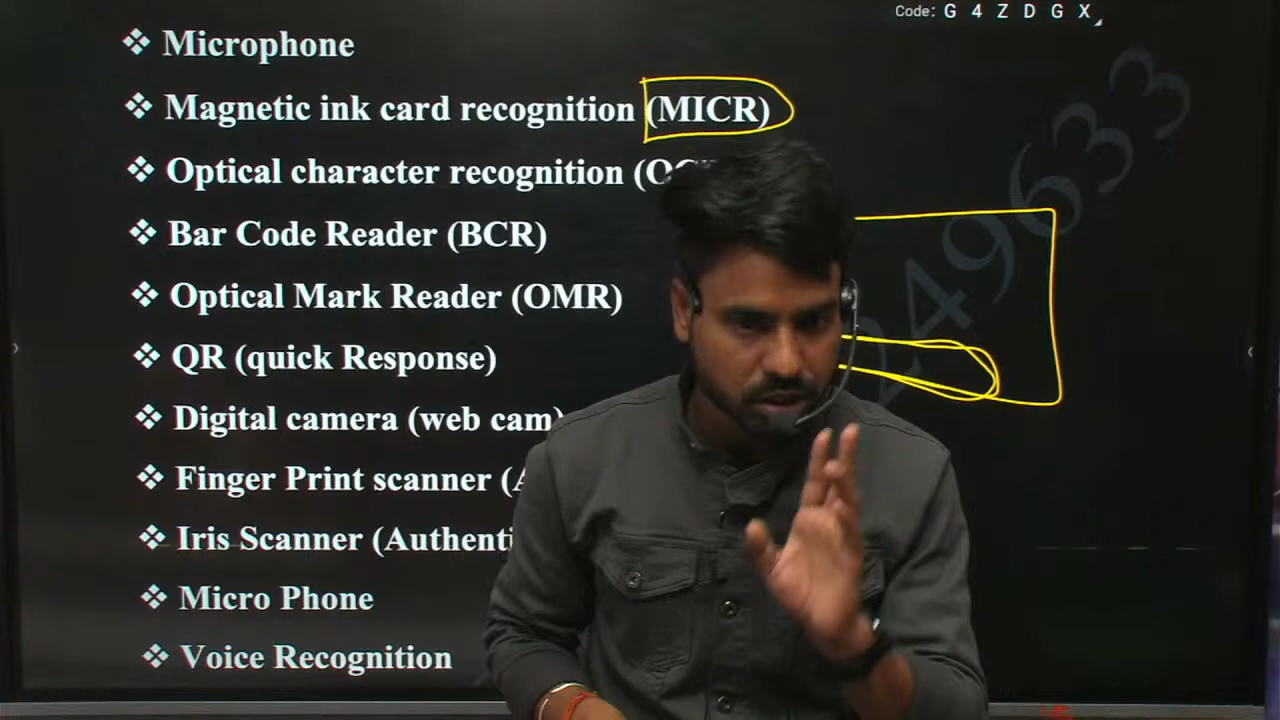 Code: G 4 Z D G X
❖ Microphone
❖ Magnetic ink card recognition (MICR)
❖ Optical character recognition
❖ Bar Code Reader (BCR)
❖ Optical Mark Reader (OMR)
❖ QR (quick Response)
❖ Digital camera (web cam)
❖ Finger Print scanner
❖ Iris Scanner
❖ Micro Phone
❖ Voice Recognition
249633